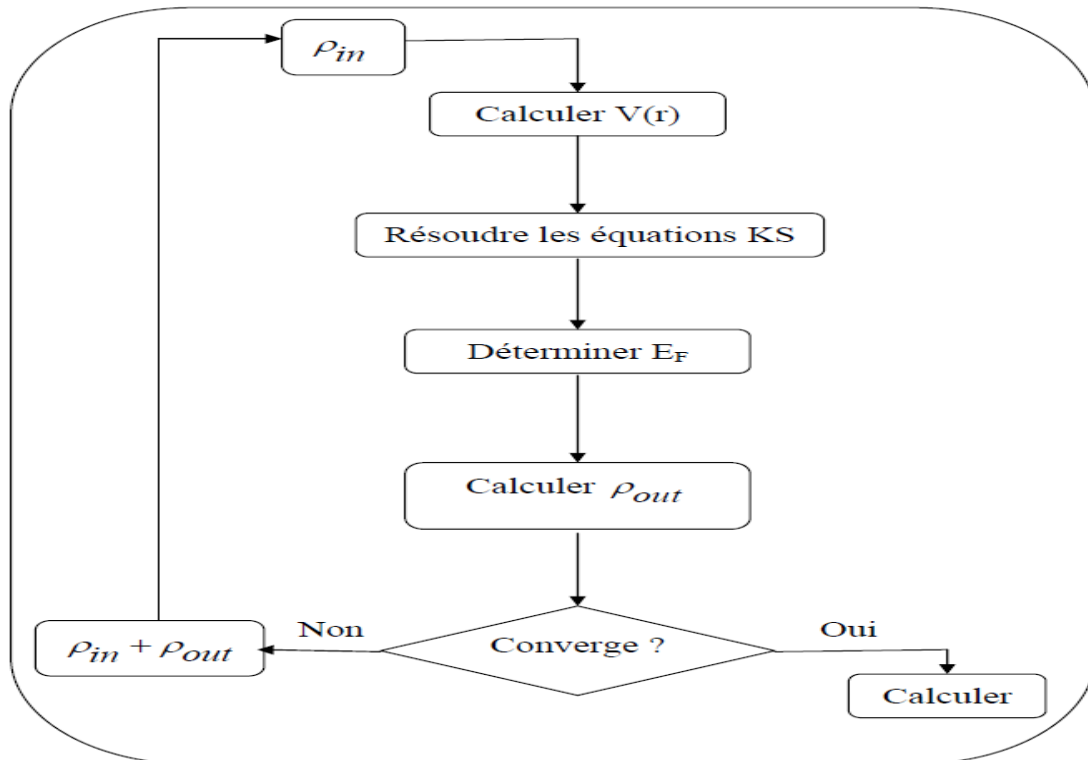 ρin
Calculer V(r)
Résoudre les équations KS
Déterminer EF
Calculer ρout
Converge ?
Non
Oui
ρin + ρout
Calculer